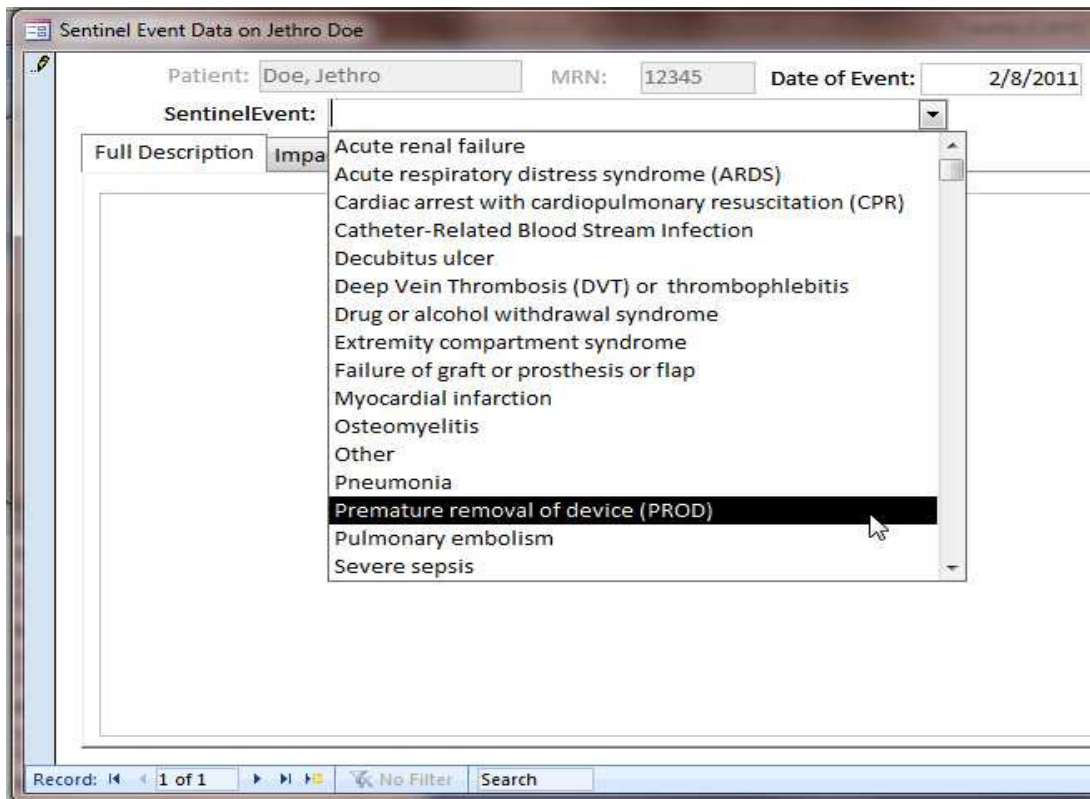 Sentinel Event Data on Jethro Doe
Patient: Doe, Jethro MRN: 12345 Date of Event: 2/8/2011
SentinelEvent:
Full Description Impa
Acute renal failure
Acute respiratory distress syndrome (ARDS)
Cardiac arrest with cardiopulmonary resuscitation (CPR)
Catheter-Related Blood Stream Infection
Decubitus ulcer
Deep Vein Thrombosis (DVT) or thrombophlebitis
Drug or alcohol withdrawal syndrome
Extremity compartment syndrome
Failure of graft or prosthesis or flap
Myocardial infarction
Osteomyelitis
Other
Pneumonia
Premature removal of device (PROD)
Pulmonary embolism
Severe sepsis
Record: 1 of 1 No Filter Search